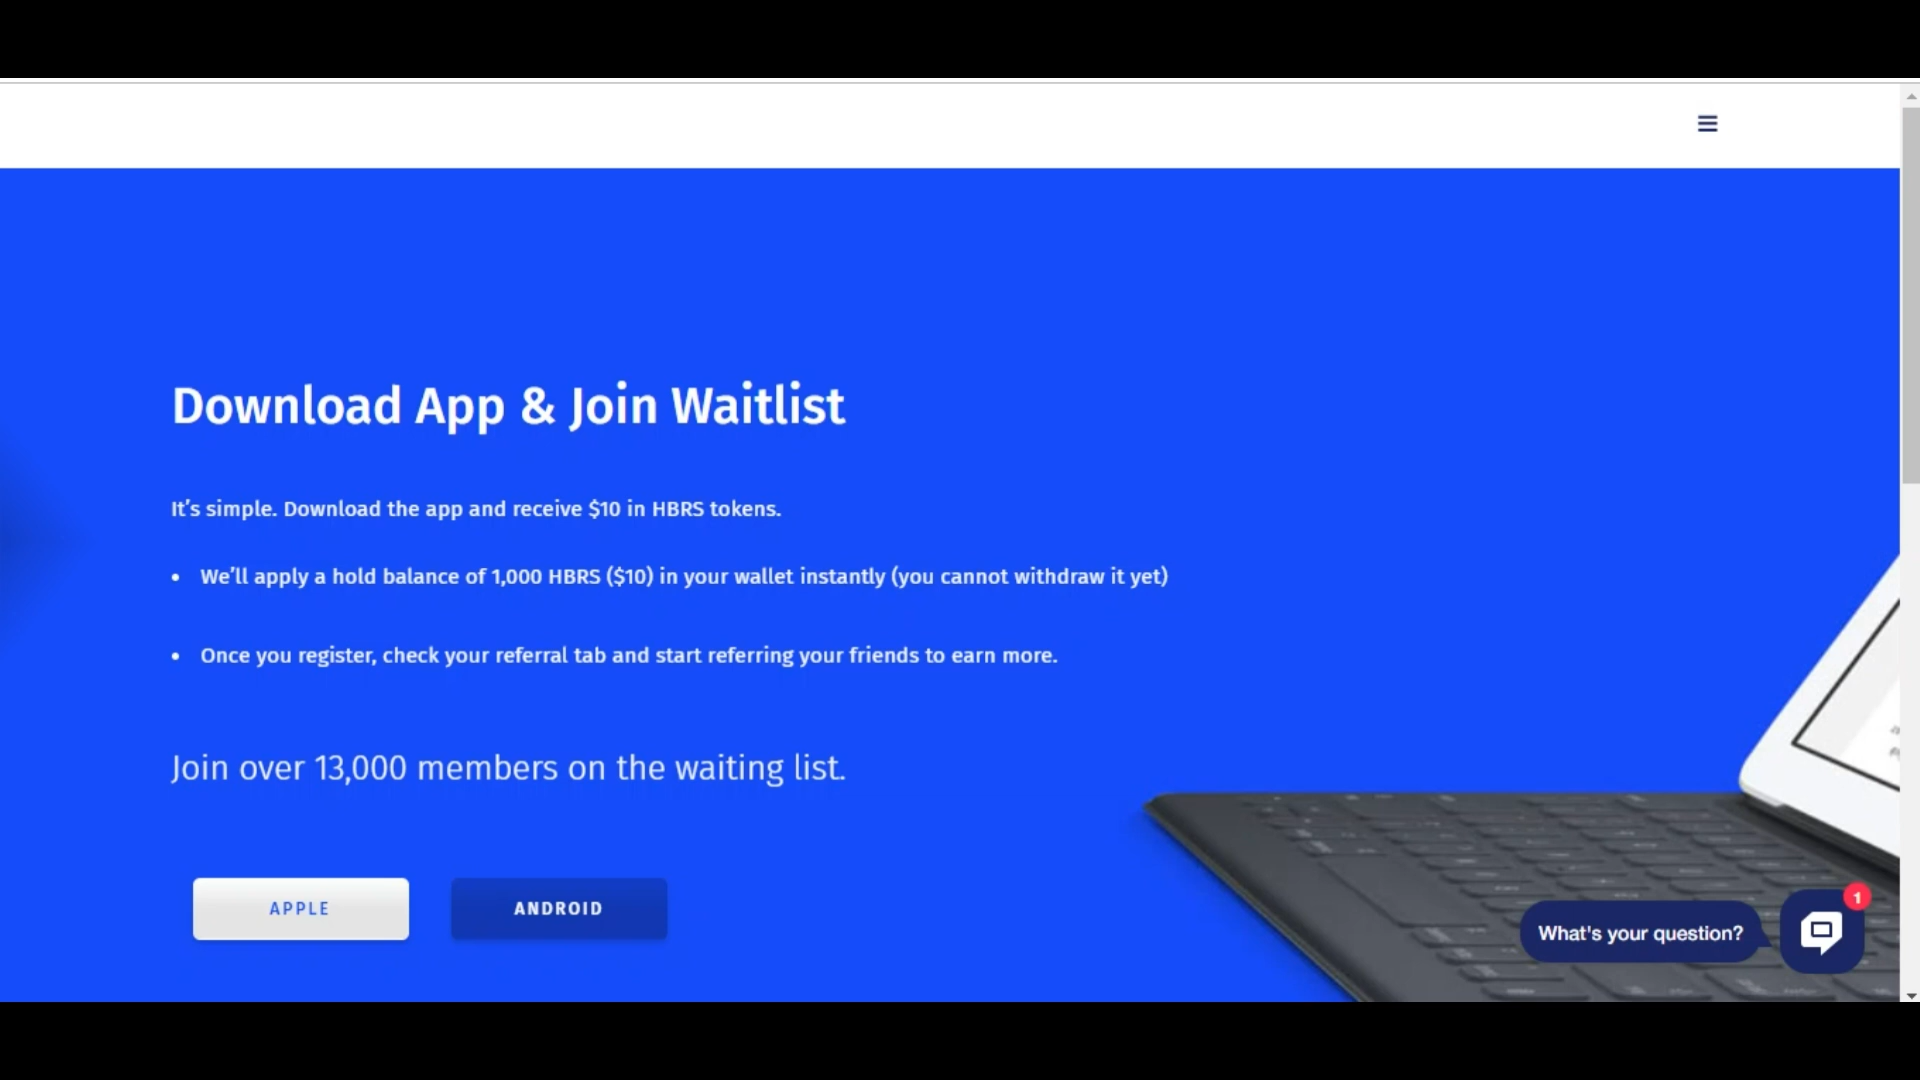 Download App & Join Waitlist
It’s simple. Download the app and receive $10 in HBRS tokens.
• We’ll apply a hold balance of 1,000 HBRS ($10) in your wallet instantly (you cannot withdraw it yet)
• Once you register, check your referral tab and start referring your friends to earn more.
Join over 13,000 members on the waiting list.
APPLE
ANDROID
What's your question?
1